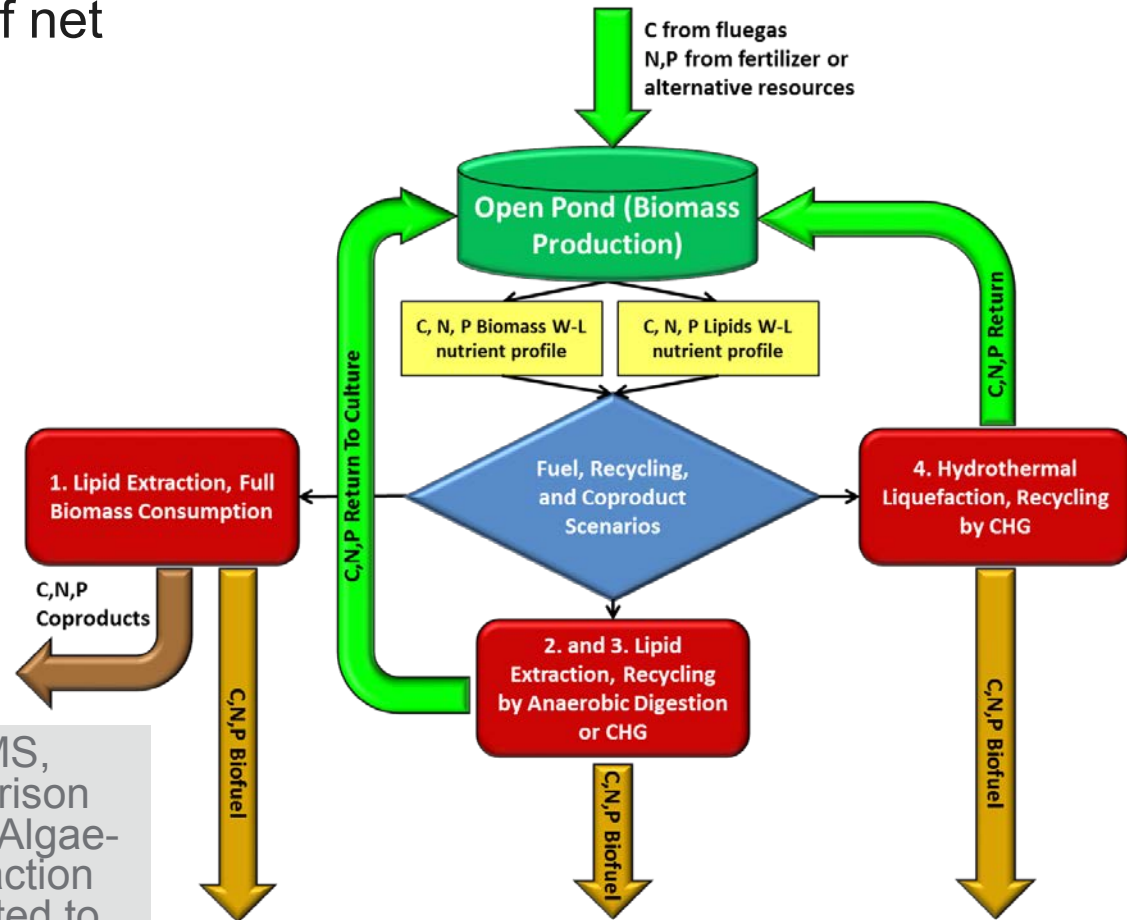 f net
C from fluegas
N,P from fertilizer or
alternative resources
Open Pond (Biomass
Production)
C, N, P Biomass W-L
nutrient profile
C, N, P Lipids W-L
nutrient profile
C,N,P Return To Culture
C,N,P Return
Fuel, Recycling,
and Coproduct
Scenarios
1. Lipid Extraction, Full
Biomass Consumption
4. Hydrothermal
Liquefaction, Recycling
by CHG
C,N,P
Coproducts
2. and 3. Lipid
Extraction, Recycling
by Anaerobic Digestion
or CHG
C,N,P Biofuel
C,N,P Biofuel
C,N,P Biofuel
MS,
rison
Algae-
action
ted to